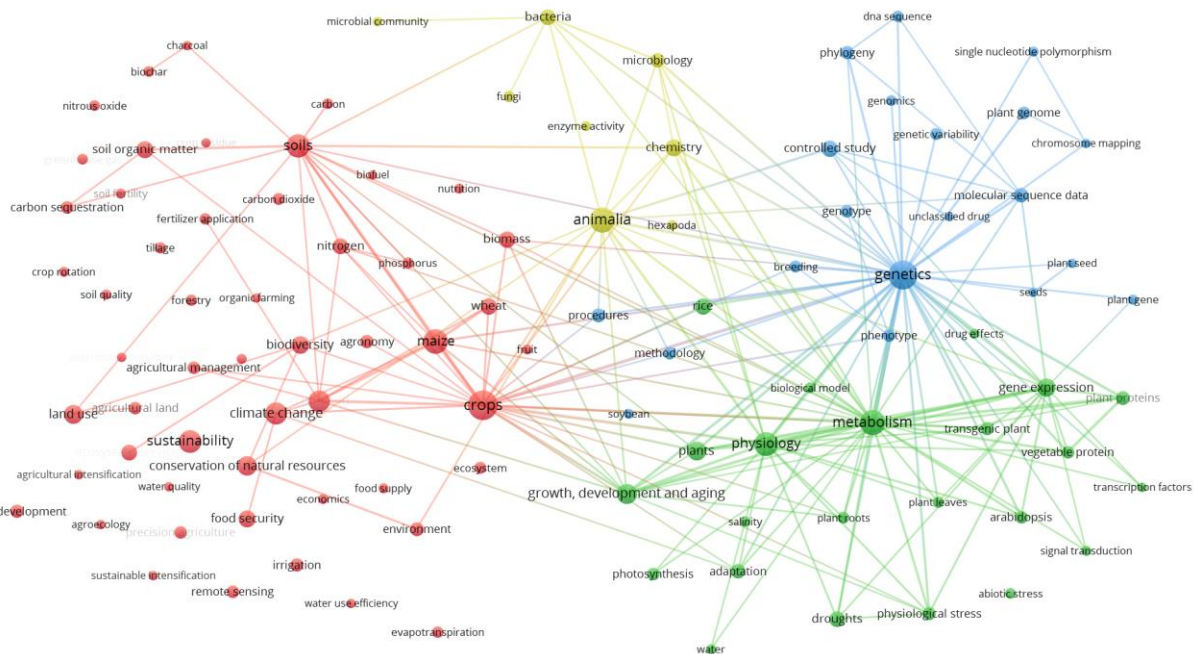 dna sequence
bacteria
microbial community
charcoal
phylogeny
single nucleotide polymorphism
microbiology
biochar
fungi
genomics
nitrous oxide
carbon
plant genome
enzyme activity
genetic variability
chromosome mapping
soils
soil organic matter
chemistry
controlled study
biofuel
nutrition
soil fertility
molecular sequence data
carbon dioxide
carbon sequestration
genotype
unclassified drug
fertilizer application
animalia
hexapoda
biomass
tillage
nitrogen
phosphorus
breeding
plant seed
crop rotation
genetics
soil quality
forestry
organic farming
seeds
plant gene
wheat
rice
procedures
phenotype
drug effects
biodiversity
agronomy
maize
fruit
methodology
agricultural management
biological model
gene expression
plant proteins
land use
agricultural land
climate change
crops
soybean
metabolism
transgenic plant
sustainability
physiology
plants
vegetable protein
conservation of natural resources
ecosystem
agricultural intensification
water quality
food supply
transcription factors
economics
growth, development and aging
plant leaves
development
agroecology
food security
salinity
plant roots
arabidopsis
precision agriculture
environment
signal transduction
irrigation
sustainable intensification
photosynthesis
adaptation
remote sensing
abiotic stress
water use efficiency
droughts
physiological stress
evapotranspiration
water